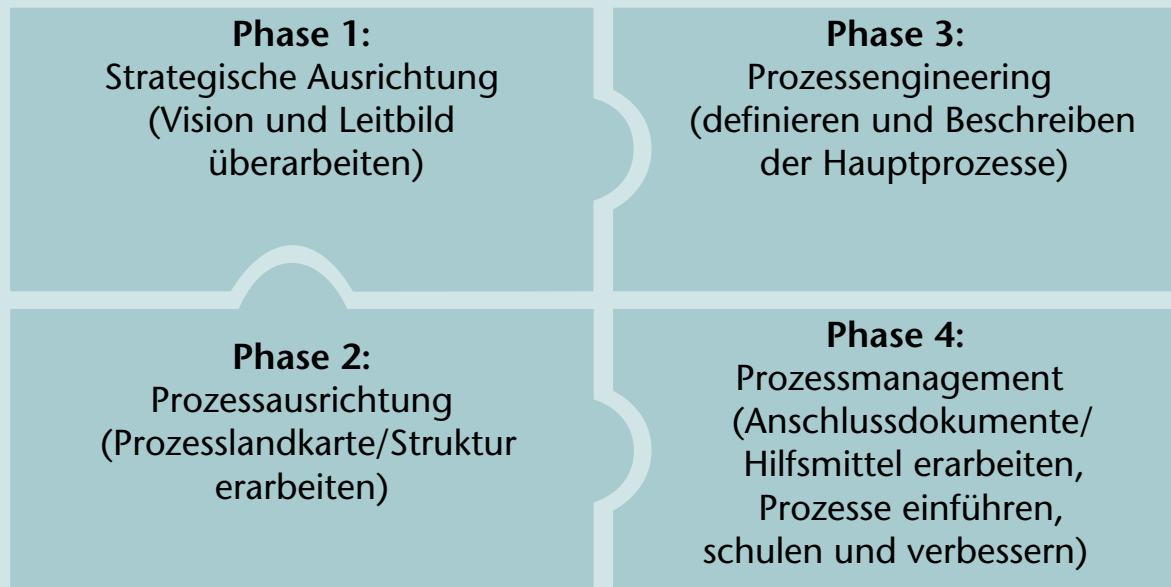 Phase 1:
Strategische Ausrichtung
(Vision und Leitbild
überarbeiten)
Phase 2:
Prozessausrichtung
(Prozesslandkarte/Struktur
erarbeiten)
Phase 3:
Prozessengineering
(definieren und Beschreiben
der Hauptprozesse)
Phase 4:
Prozessmanagement
(Anschlussdokumente/
Hilfsmittel erarbeiten,
Prozesse einführen,
schulen und verbessern)